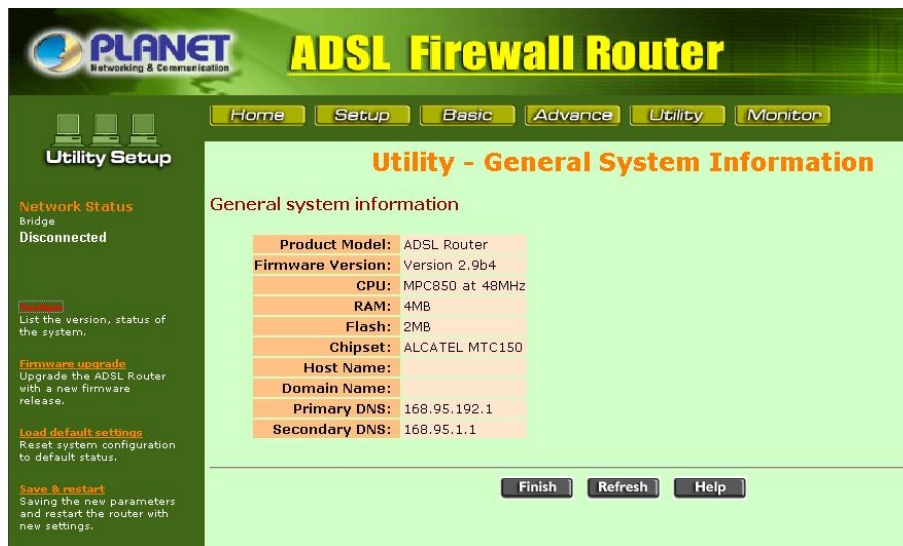 PLANET
Networking & Communication
ADSL Firewall Router
Home Setup Basic Advance Utility Monitor
Utility Setup
Network Status
Bridge
Disconnected
List the version, status of
the system.
Firmware upgrade
Upgrade the ADSL Router
with a new firmware
release.
Load default settings
Reset system configuration
to default status.
Save & restart
Saving the new parameters
and restart the router with
new settings.
Utility - General System Information
General system information
Product Model: ADSL Router
Firmware Version: Version 2.9b4
CPU: MPC850 at 48MHz
RAM: 4MB
Flash: 2MB
Chipset: ALCATEL MTC150
Host Name:
Domain Name:
Primary DNS: 168.95.192.1
Secondary DNS: 168.95.1.1
Finish Refresh Help